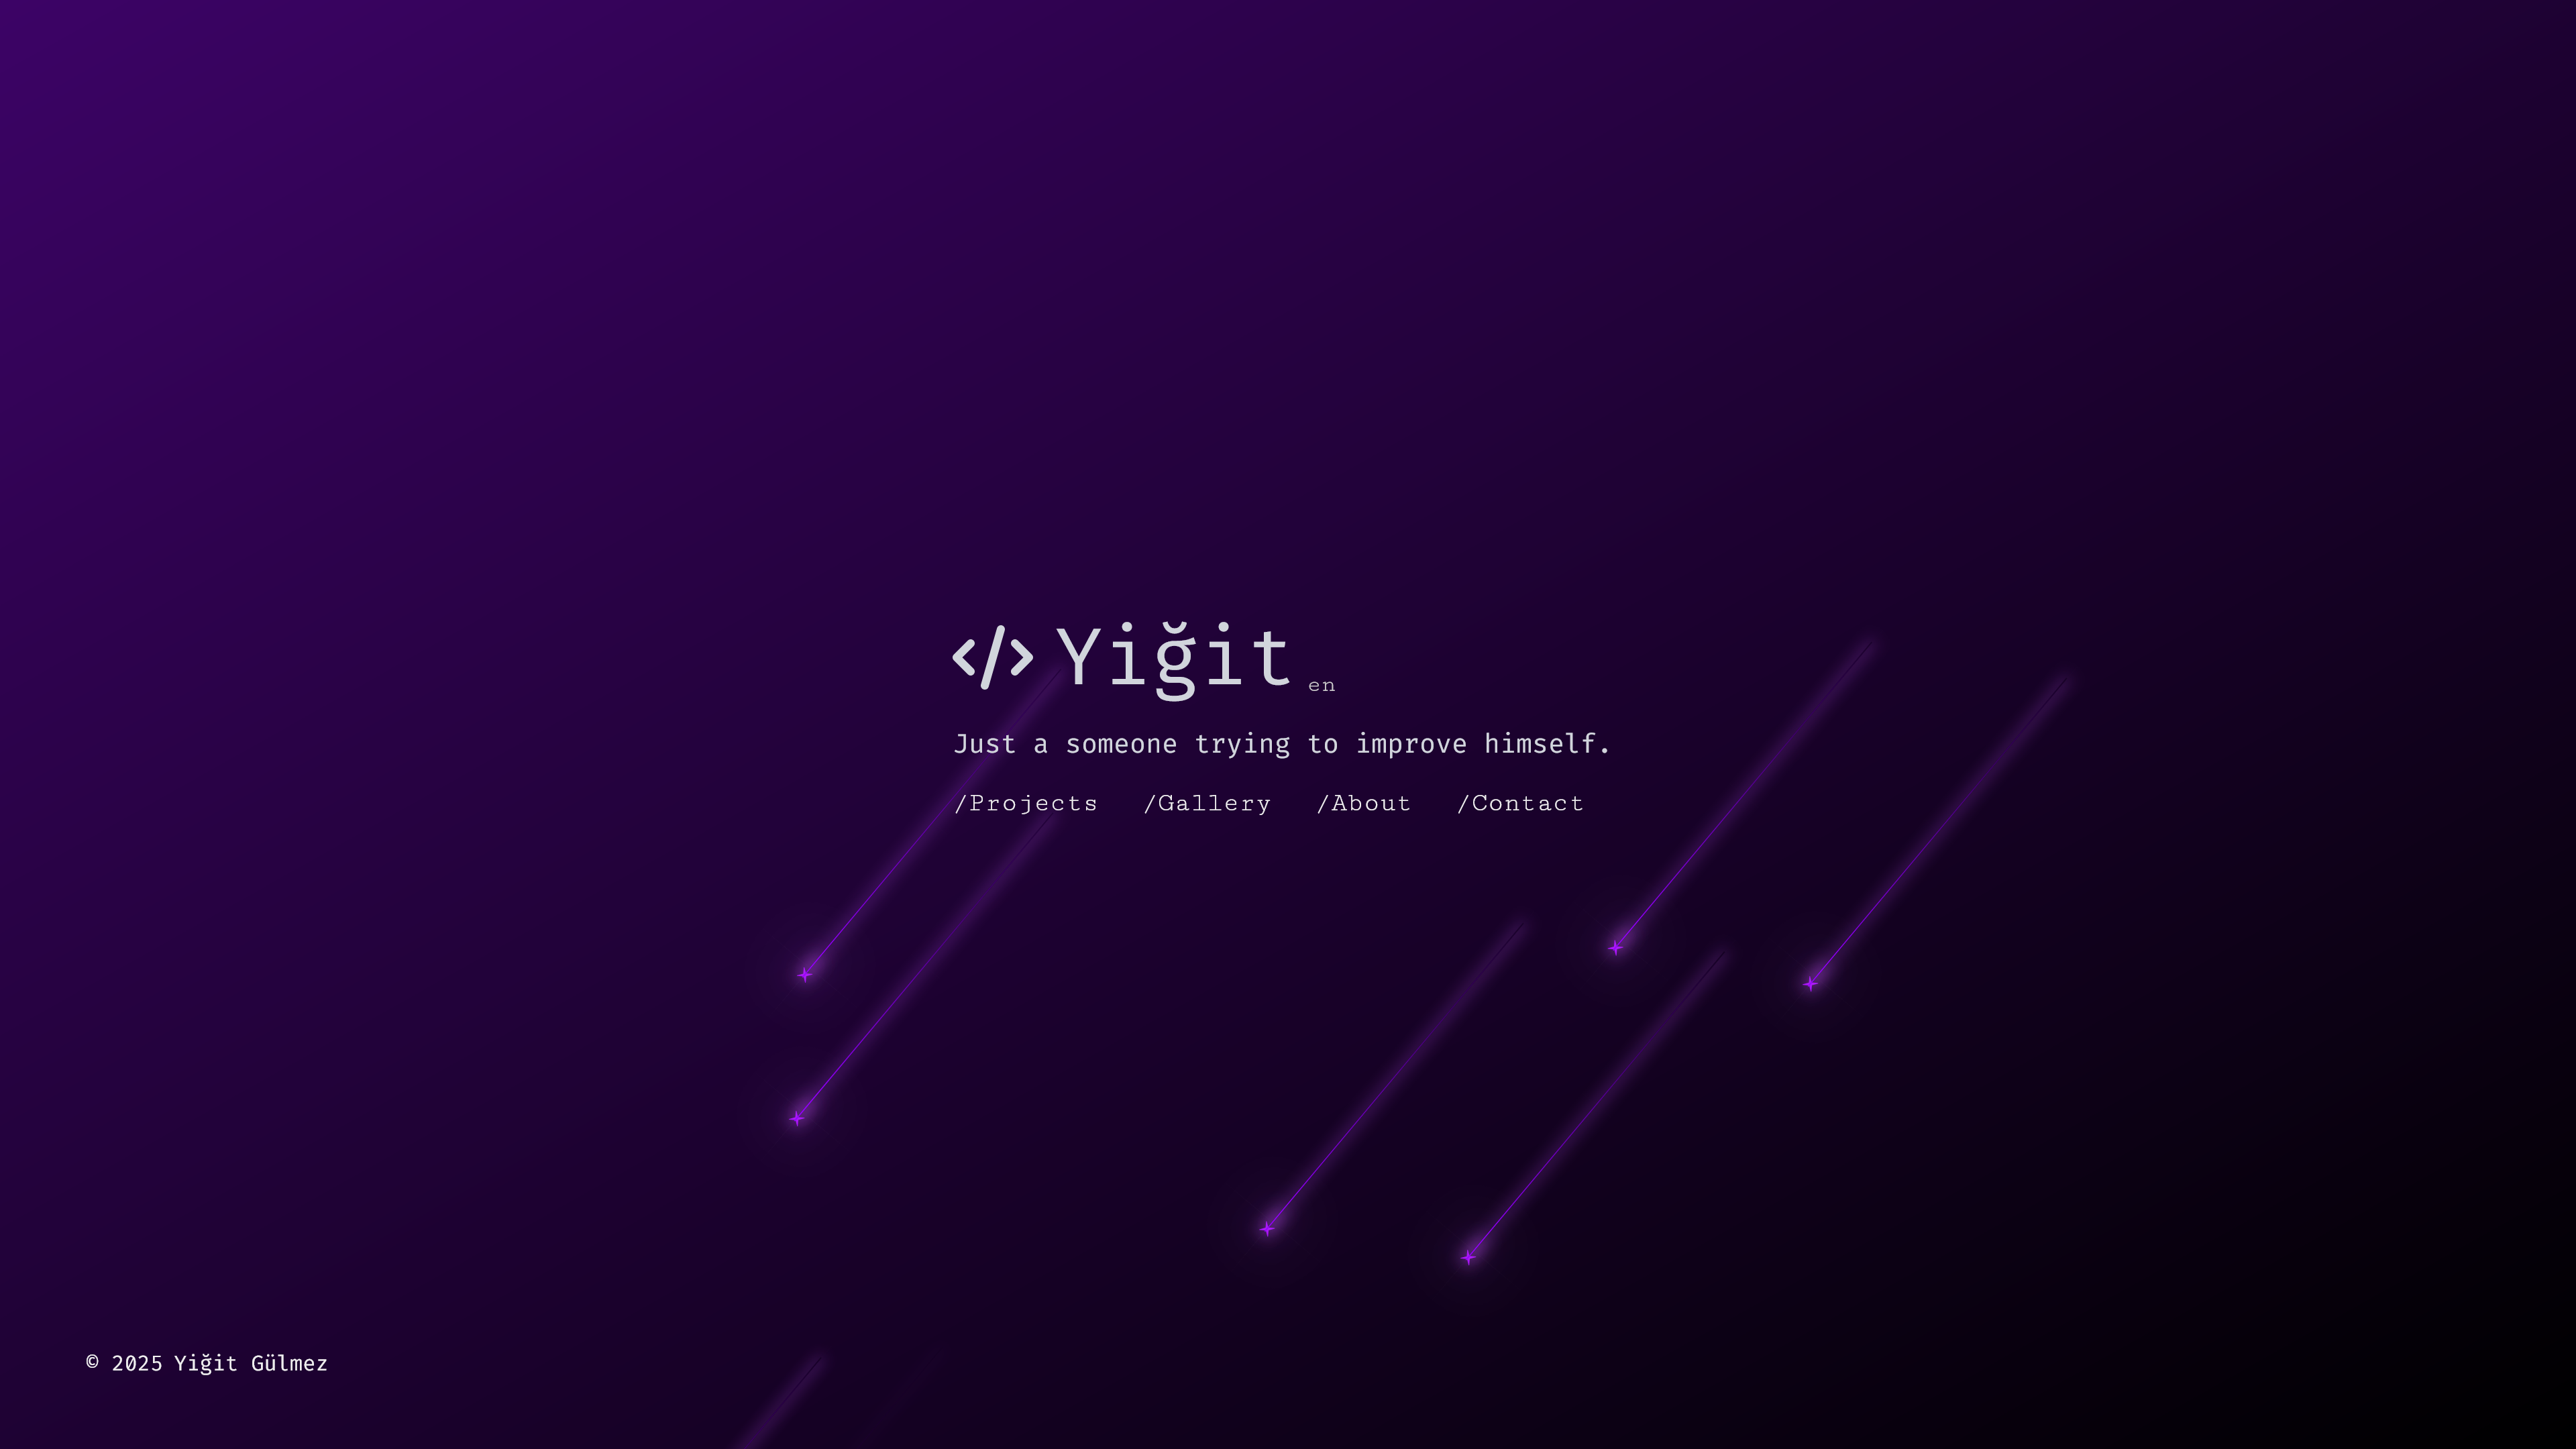 </> Yiğit en
Just a someone trying to improve himself.
/Projects /Gallery /About /Contact
© 2025 Yiğit Gülmez